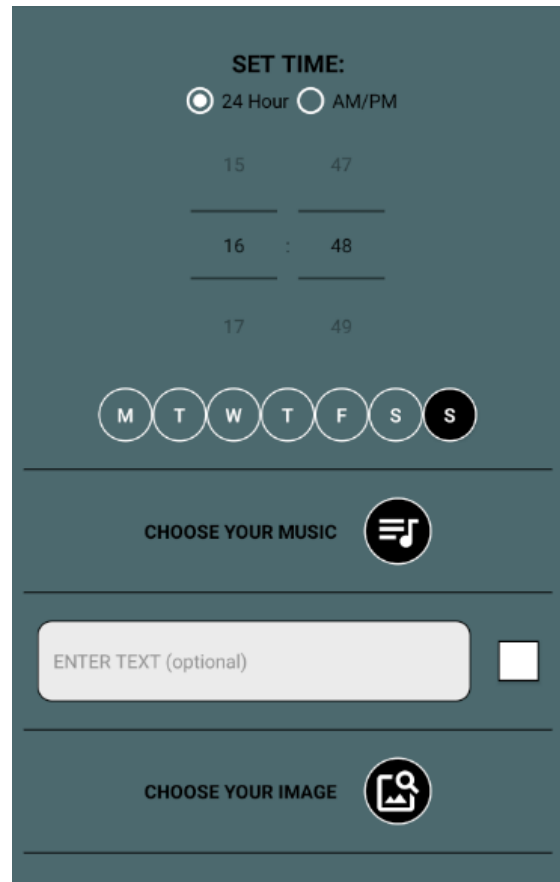 SET TIME:
24 Hour AM/PM
15 47
16 : 48
17 49
M T W T F S S
CHOOSE YOUR MUSIC
ENTER TEXT (optional)
CHOOSE YOUR IMAGE